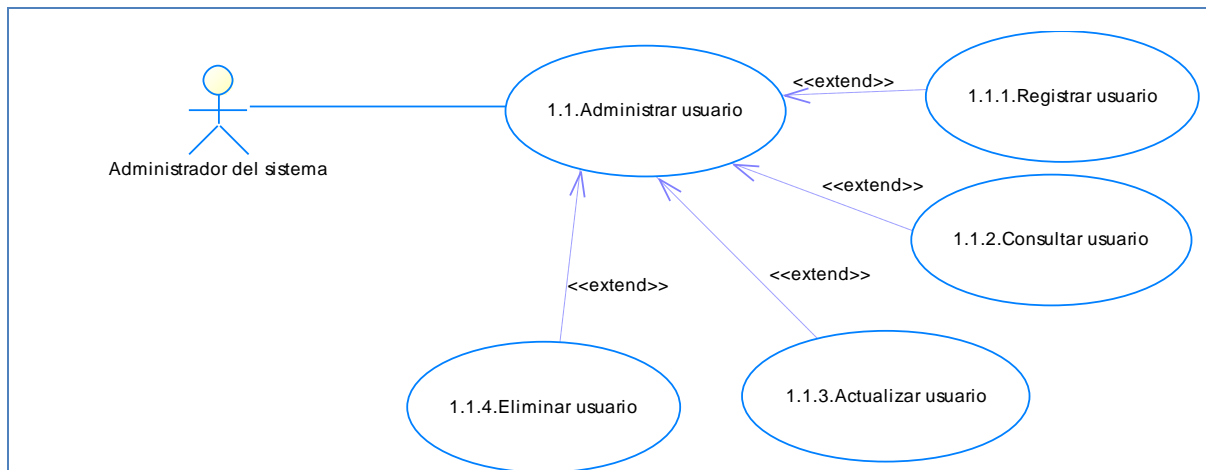 <<extend>>
1.1.Administrar usuario
1.1.1.Registrar usuario
Administrador del sistema
<<extend>>
1.1.2.Consultar usuario
<<extend>>
<<extend>>
1.1.3.Actualizar usuario
1.1.4.Eliminar usuario